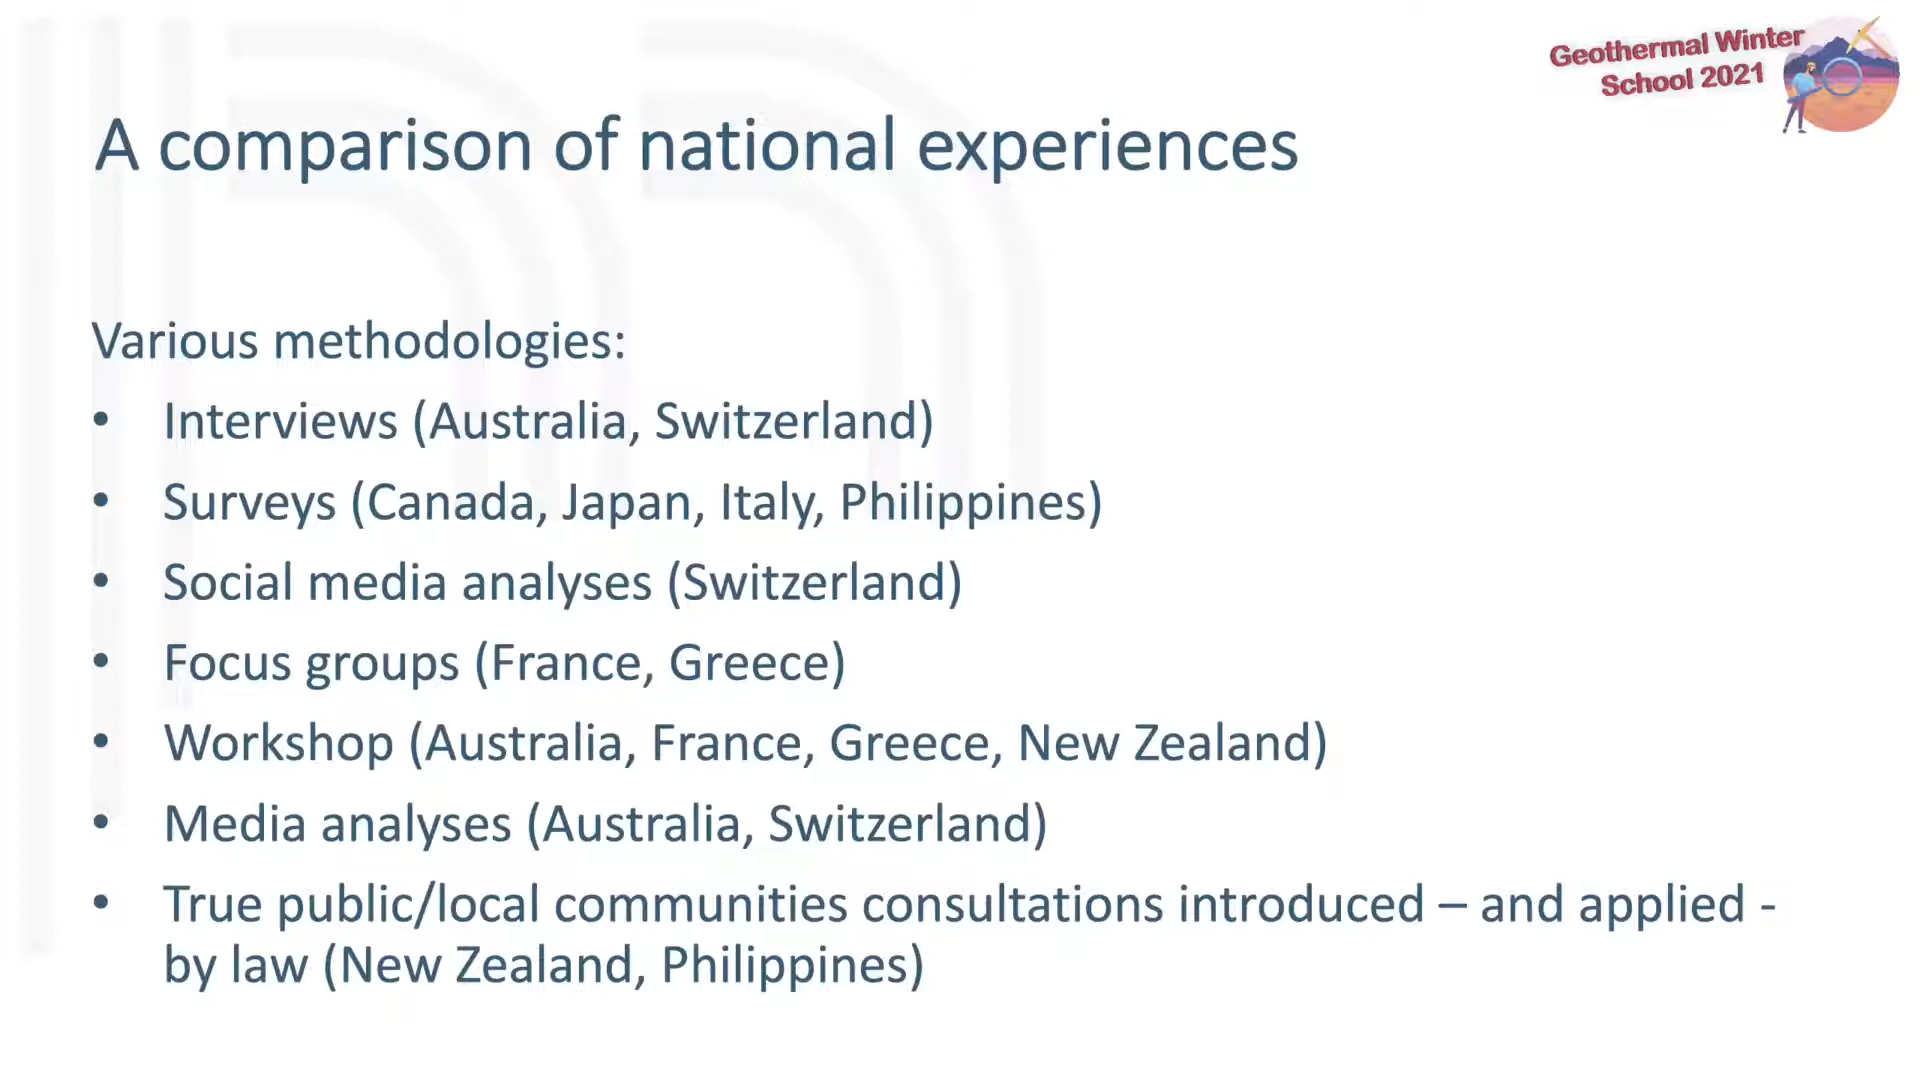 Geothermal Winter
School 2021
A comparison of national experiences
Various methodologies:
• Interviews (Australia, Switzerland)
• Surveys (Canada, Japan, Italy, Philippines)
• Social media analyses (Switzerland)
• Focus groups (France, Greece)
• Workshop (Australia, France, Greece, New Zealand)
• Media analyses (Australia, Switzerland)
• True public/local communities consultations introduced – and applied -
by law (New Zealand, Philippines)